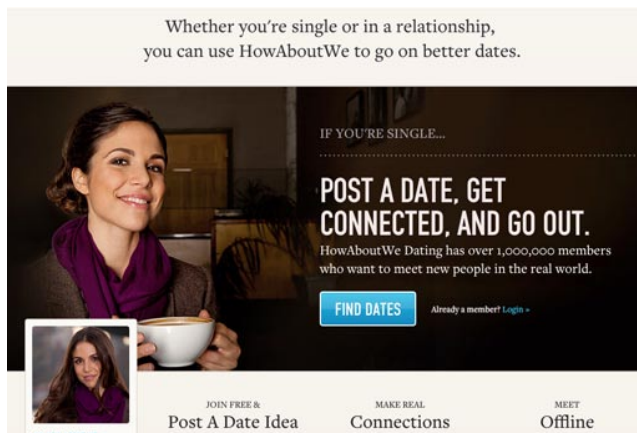 Whether you're single or in a relationship,
you can use HowAboutWe to go on better dates.
IF YOU'RE SINGLE...
POST A DATE, GET
CONNECTED, AND GO OUT.
HowAboutWe Dating has over 1,000,000 members
who want to meet new people in the real world.
FIND DATES
Already a member? Login »
JOIN FREE &
Post A Date Idea
MAKE REAL
Connections
MEET
Offline